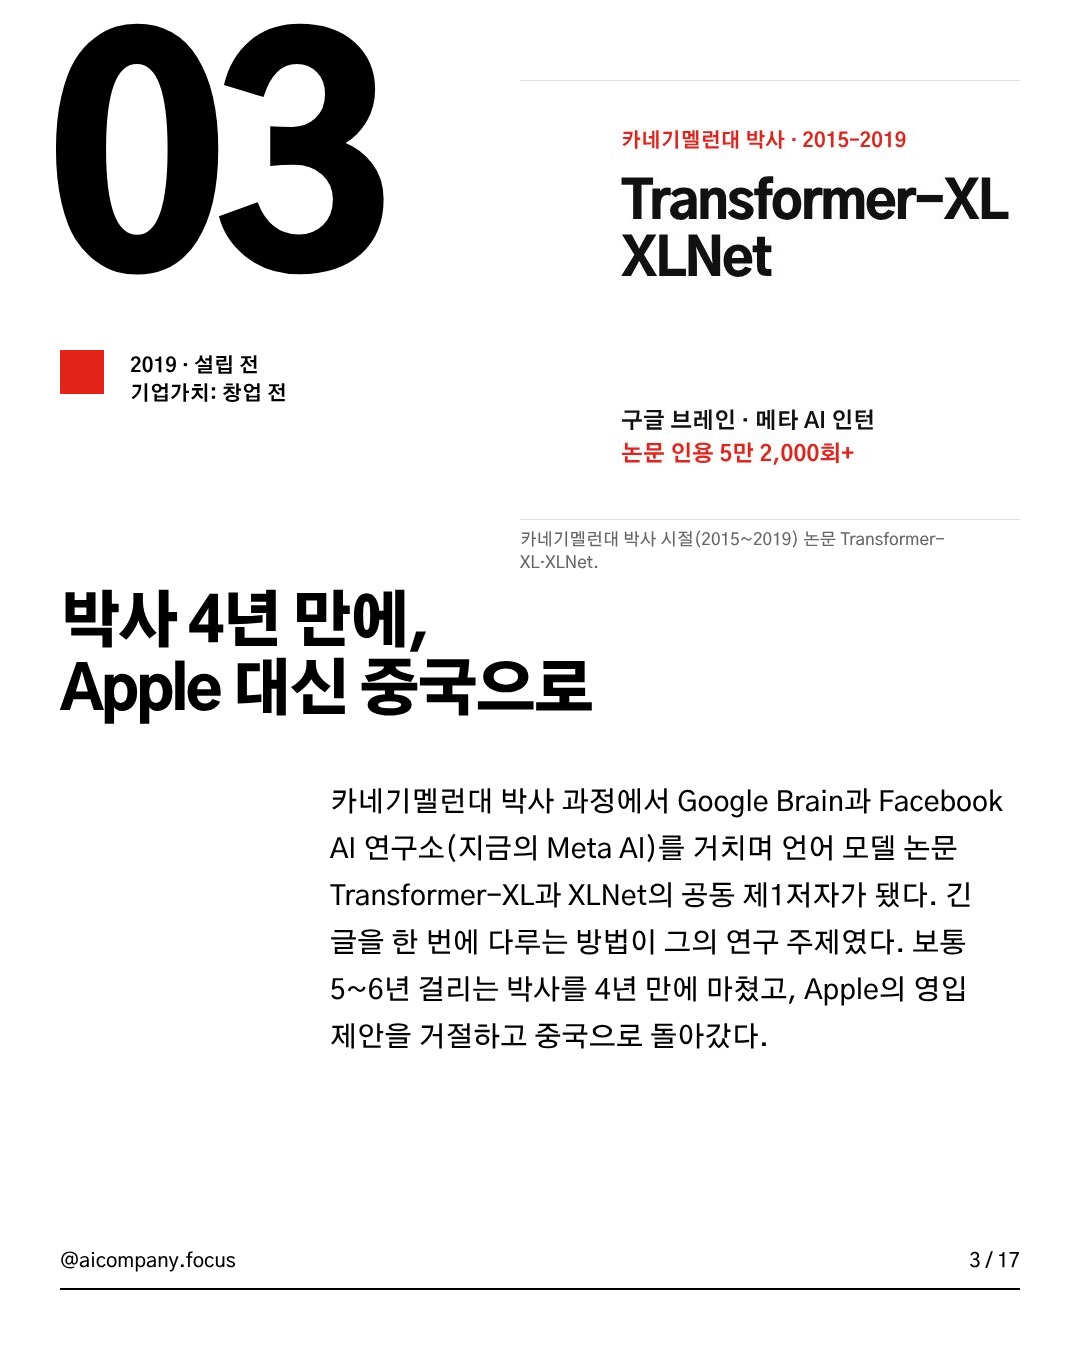 03
카네기멜런대 박사 · 2015–2019
Transformer-XL
XLNet
2019 · 설립 전
기업가치: 창업 전
구글 브레인 · 메타 AI 인턴
논문 인용 5만 2,000회+
카네기멜런대 박사 시절(2015~2019) 논문 Transformer-
XL·XLNet.
박사 4년 만에,
Apple 대신 중국으로
카네기멜런대 박사 과정에서 Google Brain과 Facebook
AI 연구소(지금의 Meta AI)를 거치며 언어 모델 논문
Transformer-XL과 XLNet의 공동 제1저자가 됐다. 긴
글을 한 번에 다루는 방법이 그의 연구 주제였다. 보통
5~6년 걸리는 박사를 4년 만에 마쳤고, Apple의 영입
제안을 거절하고 중국으로 돌아갔다.
@aicompany.focus
3 / 17